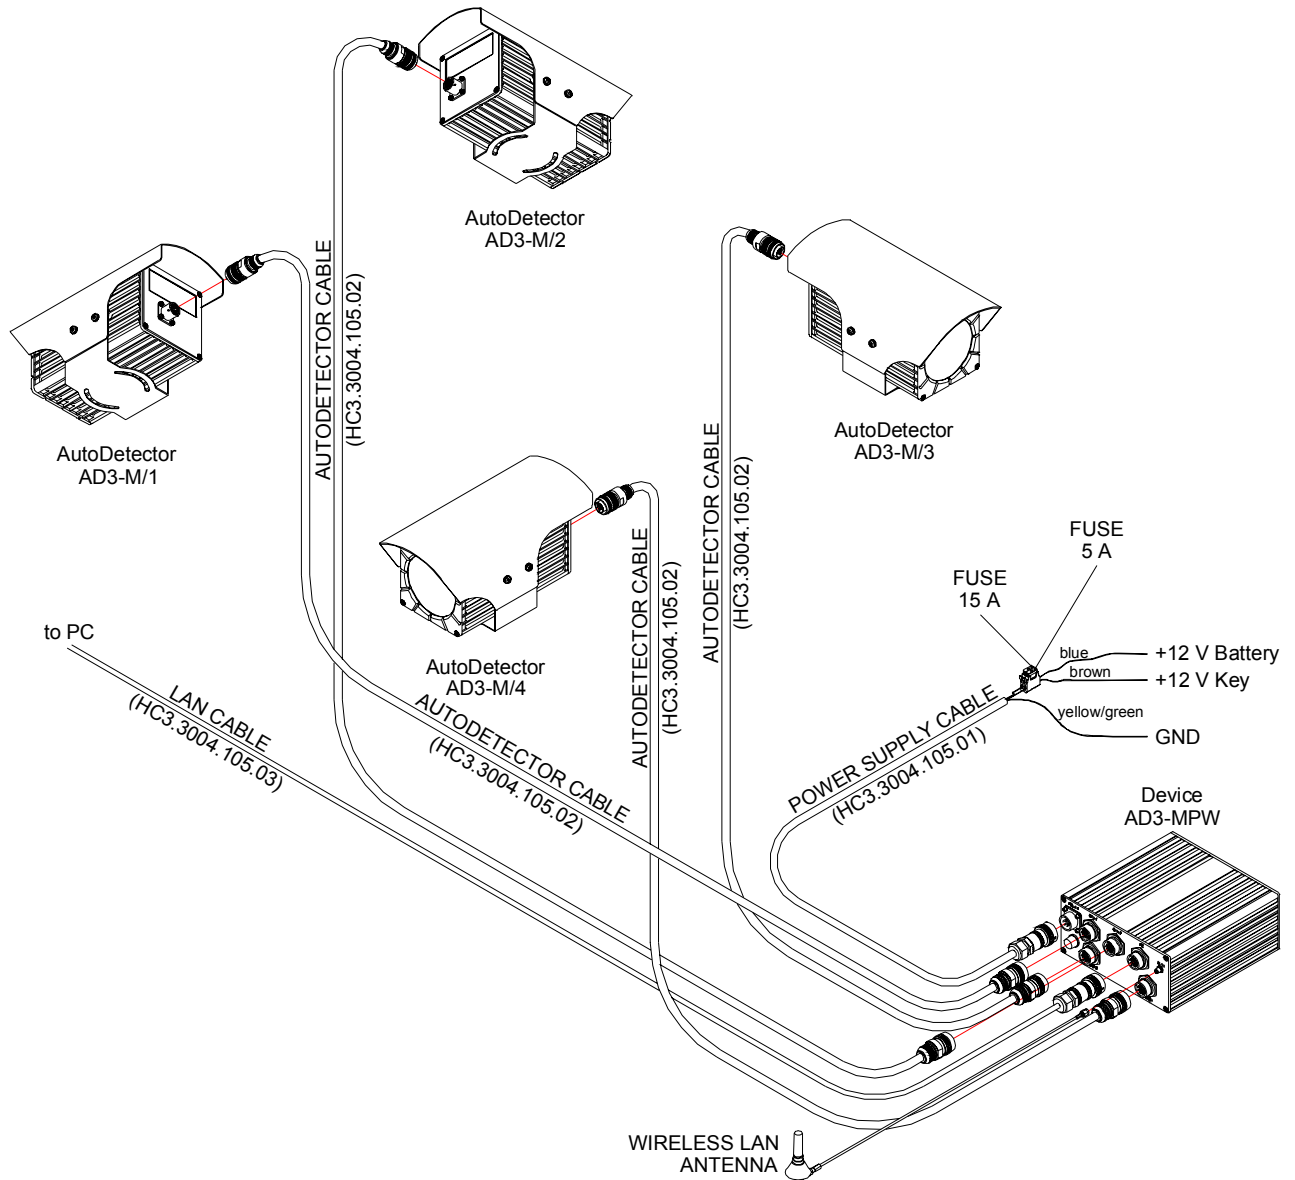 AutoDetector
AD3-M/2
AUTODETECTOR CABLE
(HC3.3004.105.02)
AutoDetector
AD3-M/1
AutoDetector
AD3-M/3
AUTODETECTOR CABLE
(HC3.3004.105.02)
FUSE
5 A
FUSE
15 A
to PC
AutoDetector
AD3-M/4
AUTODETECTOR CABLE
(HC3.3004.105.02)
blue
+12 V Battery
brown
+12 V Key
yellow/green
GND
LAN CABLE
(HC3.3004.105.03)
AUTODETECTOR CABLE
(HC3.3004.105.02)
POWER SUPPLY CABLE
(HC3.3004.105.01)
Device
AD3-MPW
WIRELESS LAN
ANTENNA